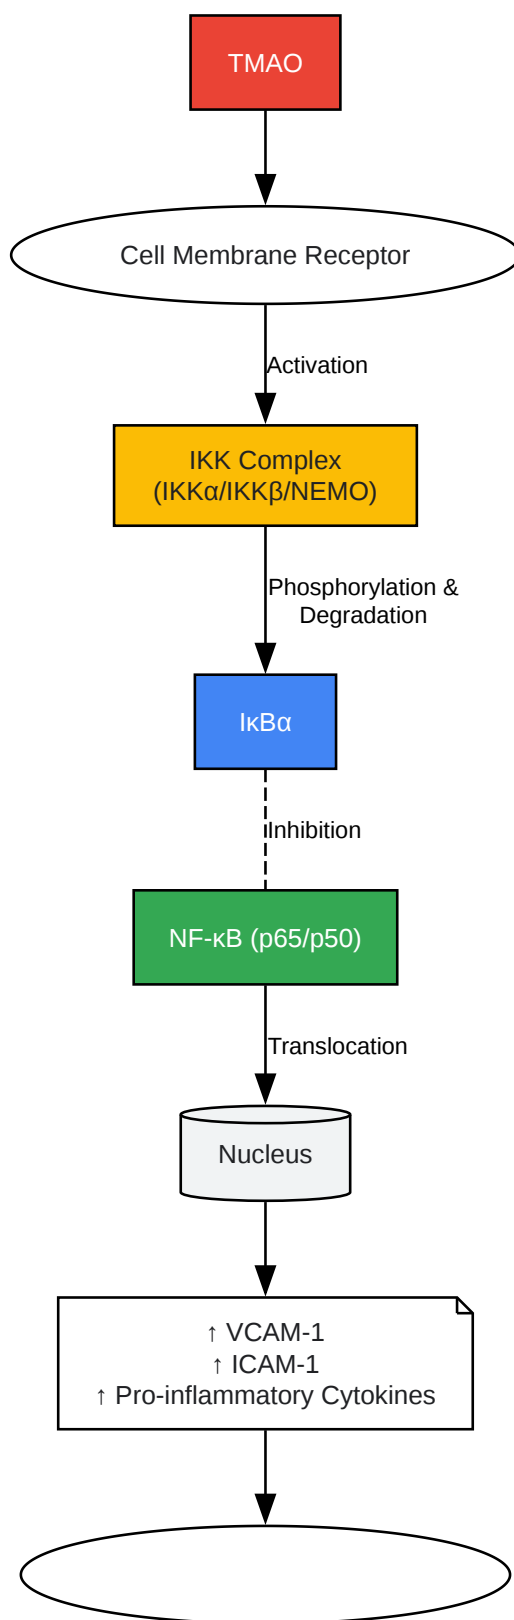 TMAO
Cell Membrane Receptor
Activation
IKK Complex
(IKKα/IKKβ/NEMO)
Phosphorylation &
Degradation
IκBα
Inhibition
NF-κB (p65/p50)
Translocation
Nucleus
↑ VCAM-1
↑ ICAM-1
↑ Pro-inflammatory Cytokines